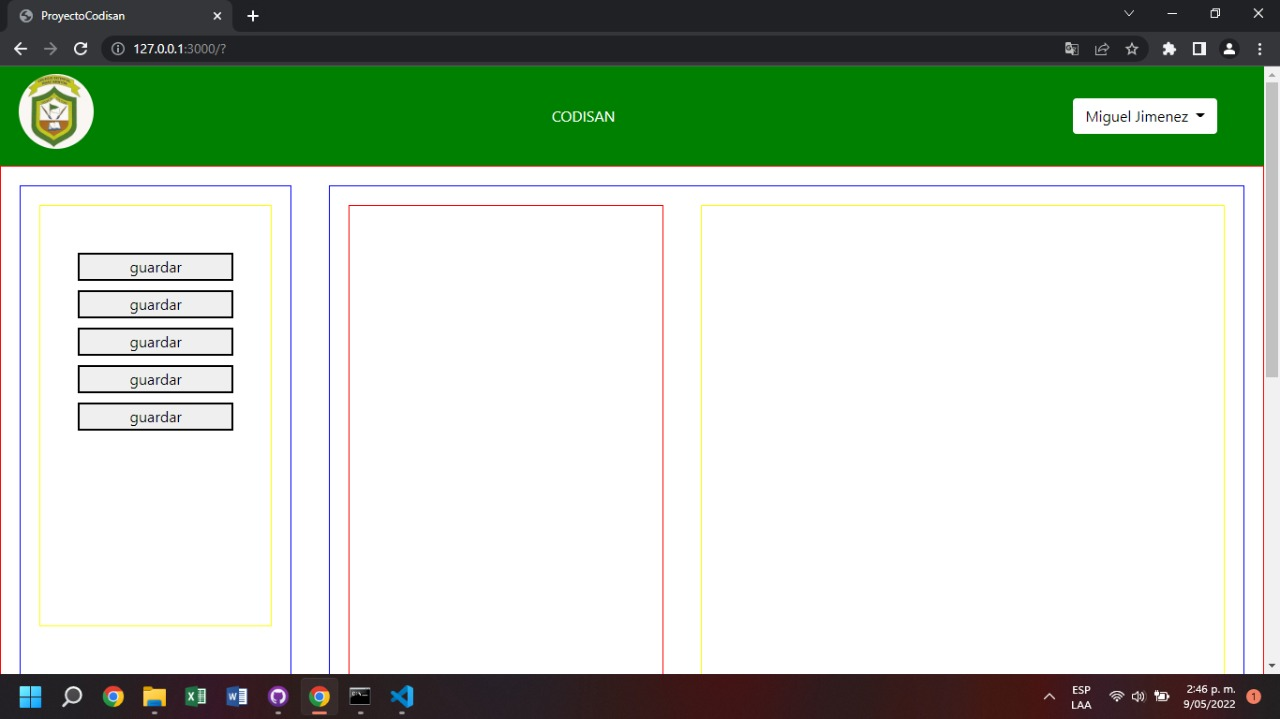 ProyectoCodisan
127.0.0.1:3000/?
CODISAN
Miguel Jimenez
guardar
guardar
guardar
guardar
guardar
ESP
LAA
2:46 p. m.
9/05/2022
1